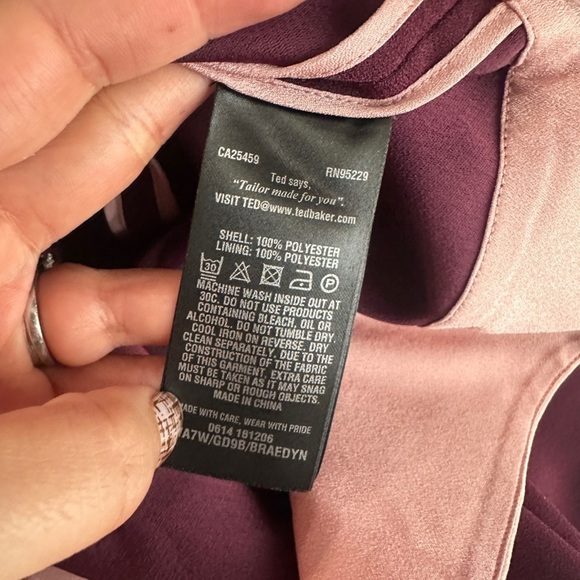 CA25459 RN95229
Ted says,
"Tailor made for you".
VISIT TED@www.tedbaker.com
SHELL: 100% POLYESTER
LINING: 100% POLYESTER
30 P
MACHINE WASH INSIDE OUT AT
30C. DO NOT USE PRODUCTS
CONTAINING BLEACH, OIL OR
ALCOHOL. DO NOT TUMBLE DRY.
COOL IRON ON REVERSE. DRY
CLEAN SEPARATELY. DUE TO THE
CONSTRUCTION OF THE FABRIC
OF THIS GARMENT, EXTRA CARE
MUST BE TAKEN AS IT MAY SNAG
ON SHARP OR ROUGH OBJECTS.
MADE IN CHINA
MADE WITH CARE, WEAR WITH PRIDE
0614 161206
A7W/GD9B/BRAEDYN